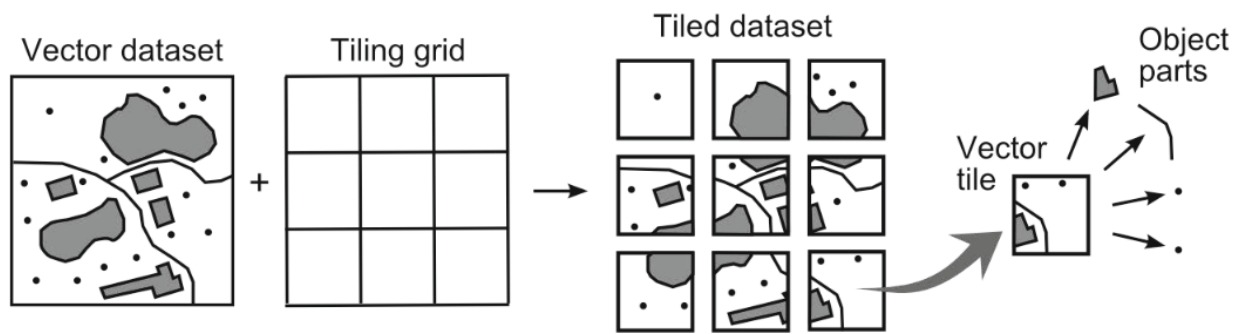 Vector dataset
+
Tiling grid
Tiled dataset
Vector
tile
Object
parts